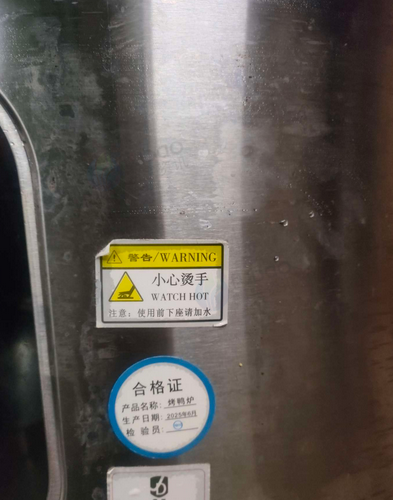 警告/WARNING
小心烫手
WATCH HOT
注意：使用前下座请加水
合格证
产品名称：烤鸭炉
生产日期：2025年6月
检验员：